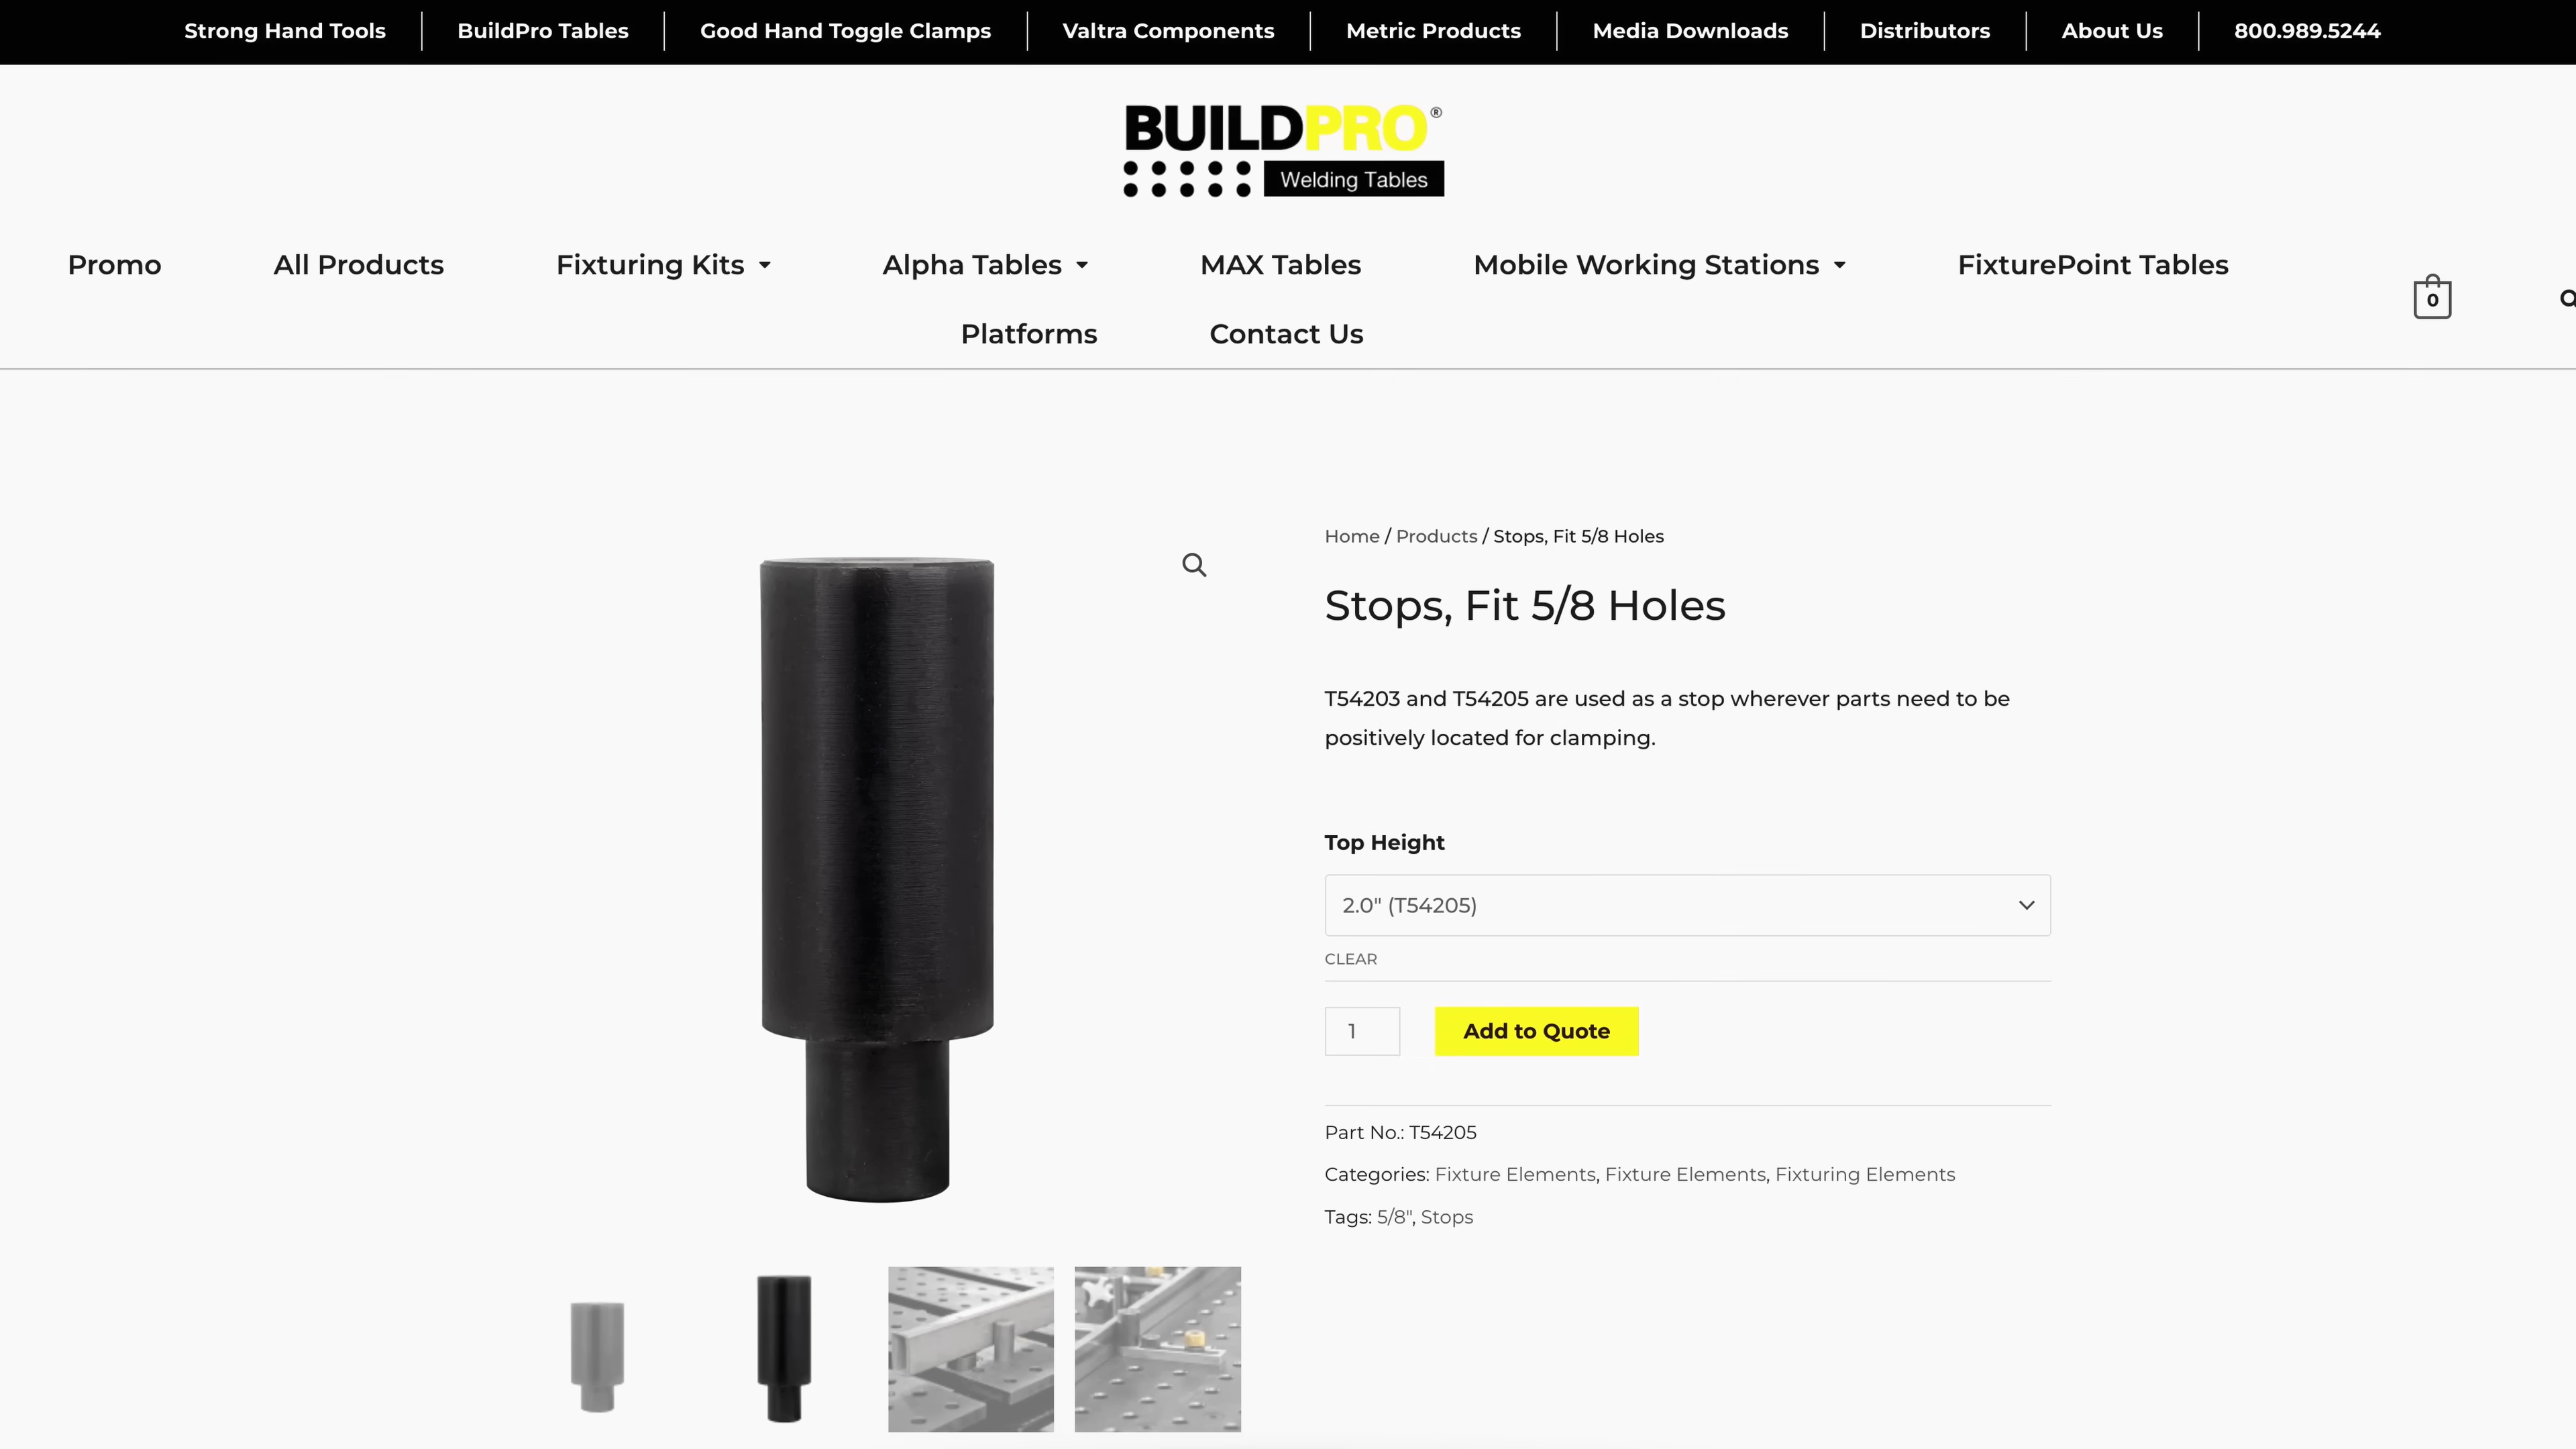 Strong Hand Tools
BuildPro Tables
Good Hand Toggle Clamps
Valtra Components
Metric Products
Media Downloads
Distributors
About Us
800.989.5244
BUILDPRO®
Welding Tables
Promo
All Products
Fixturing Kits
Alpha Tables
MAX Tables
Mobile Working Stations
FixturePoint Tables
Platforms
Contact Us
0
Home / Products / Stops, Fit 5/8 Holes
Stops, Fit 5/8 Holes
T54203 and T54205 are used as a stop wherever parts need to be
positively located for clamping.
Top Height
2.0" (T54205)
CLEAR
1
Add to Quote
Part No.: T54205
Categories: Fixture Elements, Fixture Elements, Fixturing Elements
Tags: 5/8", Stops